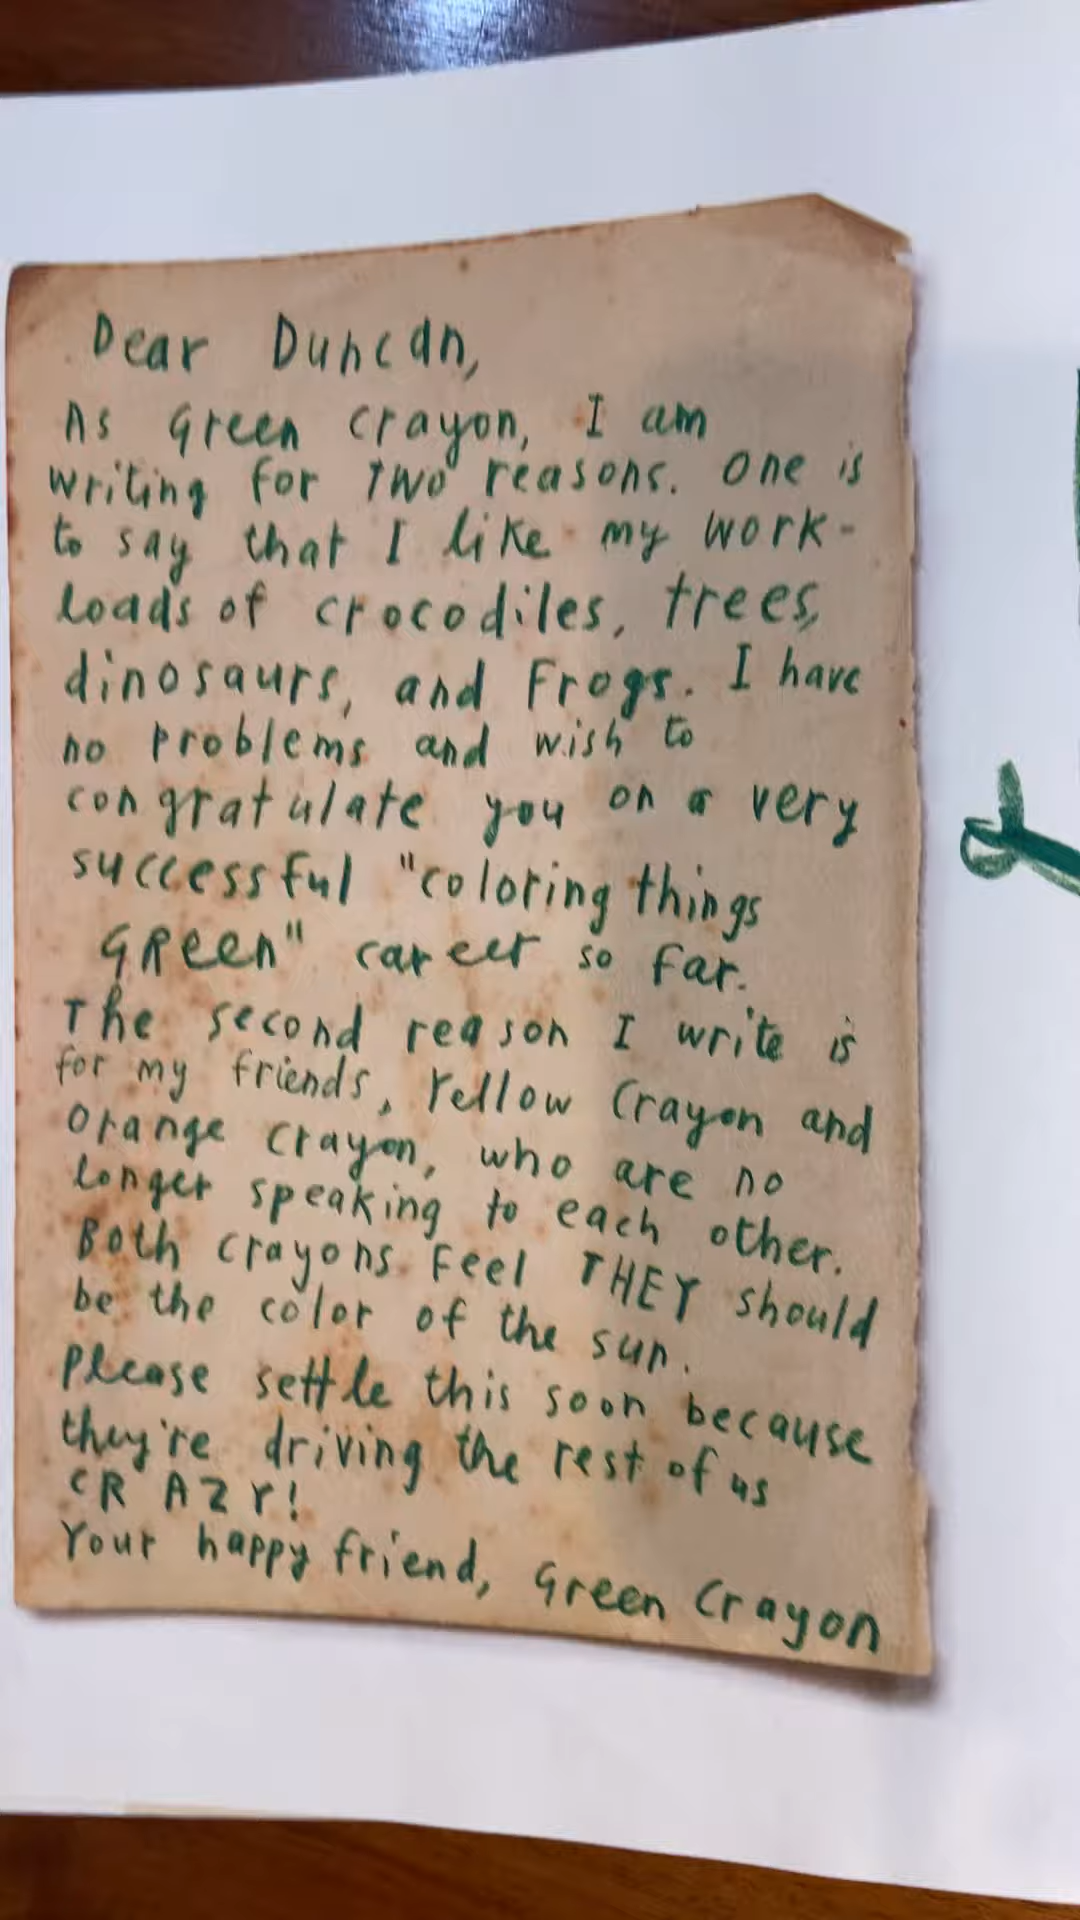 Dear Duncan,
As Green Crayon, I am
writing for TWO reasons. One is
to say that I like my work-
loads of crocodiles, trees,
dinosaurs, and Frogs. I have
no problems and wish to
congratulate you on a very
successful "coloring things
GReen" career so far.
The second reason I write is
for my friends, Yellow Crayon and
Orange Crayon, who are no
longer speaking to each other.
Both crayons feel THEY should
be the color of the sun.
Please settle this soon because
they're driving the rest of us
CRAZY!
Your happy friend, Green Crayon